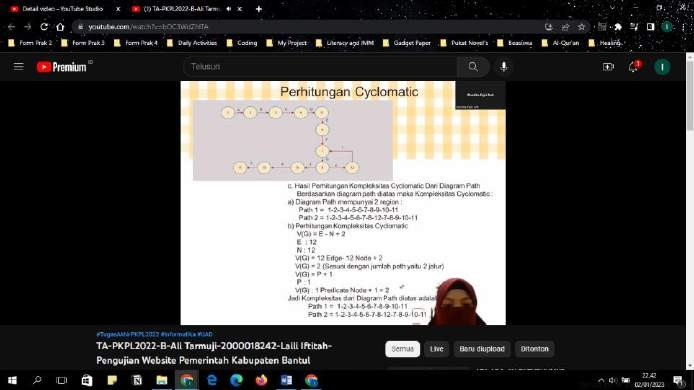 Detail video - YouTube Studio
(1) TA-PKPL2022-B-Ali Tarmuj
youtube.com/watch?v=
Form Prak 2
Form Prak 3
Form Prak 4
Daily Activities
Coding
My Project
Literacy agd IMM
Gadget Paper
Pukat Novel's
Beasiswa
Al-Qur'an
Healing
Premium
ID
Telusuri
I
Perhitungan Cyclomatic
c. Hasil Perhitungan Kompleksitas Cyclomatic Dari Diagram Path
Berdasarkan diagram path diatas maka Kompleksitas Cyclomatic :
a) Diagram Path mempunyai 2 region :
Path 1 = 1-2-3-4-5-6-7-8-9-10-11
Path 2 = 1-2-3-4-5-6-7-8-12-7-8-9-10-11
b) Perhitungan Kompleksitas Cyclomatic
V(G) = E - N + 2
E : 12
N : 12
V(G) = 12 Edge- 12 Node + 2
V(G) = 2 (Sesuai dengan jumlah path yaitu 2 jalur)
V(G) = P + 1
P : 1
V(G) : 1 Predicate Node + 1 = 2
Jadi Kompleksitas dari Diagram Path diatas adalah
Path 1 = 1-2-3-4-5-6-7-8-9-10-11
Path 2 = 1-2-3-4-5-6-7-8-12-7-8-9-10-11
#TugasAkhirPKPL2022 #Informatika #UAD
TA-PKPL2022-B-Ali Tarmuji-2000018242-Laili Iftitah-
Pengujian Website Pemerintah Kabupaten Bantul
Semua
Live
Baru diupload
Ditonton
22.42
02/01/2023